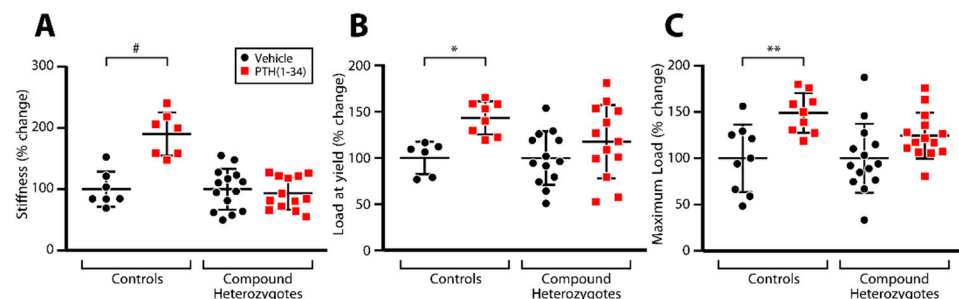 A
Stiffness (% change)
300
200
100
0
#
Vehicle
PTH(1-34)
Controls
Compound
Heterozygotes
B
Load at yield (% change)
200
150
100
50
0
*
Controls
Compound
Heterozygotes
C
Maximum Load (% change)
200
150
100
50
0
**
Controls
Compound
Heterozygotes